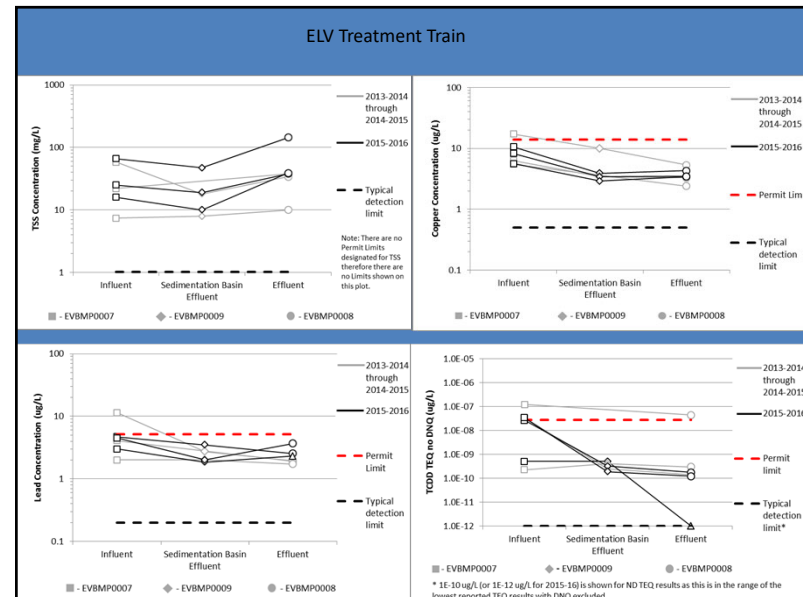 ELV Treatment Train
1000
100
10
1
TSS Concentration (mg/L)
Influent
Sedimentation Basin
Effluent
Effluent
2013-2014
through
2014-2015
2015-2016
Typical
detection
limit
Note: There are no
Permit Limits
designated for TSS
therefore there are
no Limits shown on
this plot.
- EVBMP0007
- EVBMP0009
- EVBMP0008
100
10
1
0.1
Copper Concentration (ug/L)
Influent
Sedimentation Basin
Effluent
Effluent
2013-2014
through
2014-2015
2015-2016
Permit Lim
Typical
detection
limit
- EVBMP0007
- EVBMP0009
- EVBMP0008
100
10
1
0.1
Lead Concentration (ug/L)
Influent
Sedimentation Basin
Effluent
Effluent
2013-2014
through
2014-2015
2015-2016
Permit
Limit
Typical
detection
limit
- EVBMP0007
- EVBMP0009
- EVBMP0008
1.0E-05
1.0E-06
1.0E-07
1.0E-08
1.0E-09
1.0E-10
1.0E-11
1.0E-12
TCDD TEQ no DNQ
Influent
Sedimentation Basin
Effluent
Effluent
2013-2014
through
2014-2015
2015-2016
Permit
limit
Typical
detection
limit*
- EVBMP0007
- EVBMP0009
- EVBMP0008
* 1E-10 ug/L (or 1E-12 ug/L for 2015-16) is shown for ND TEQ results as this is in the range of the
lowest reported TEQ results with DNQ excluded